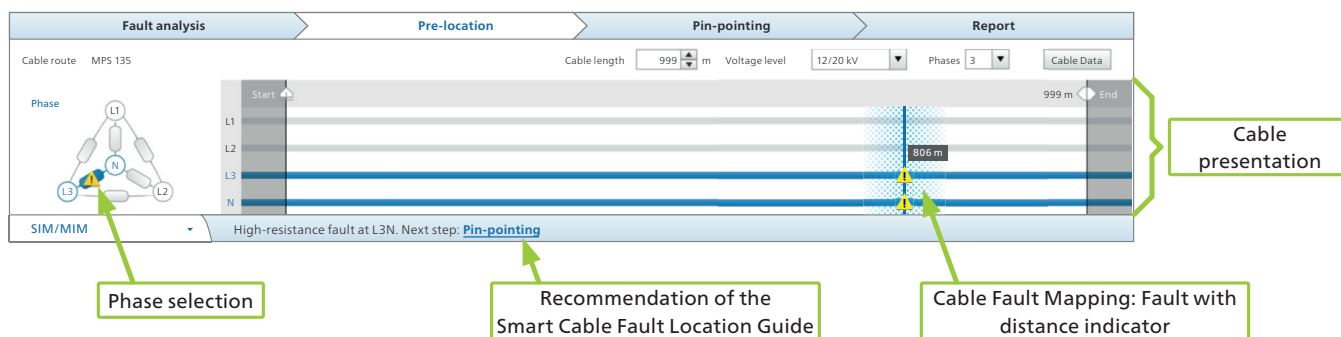 Fault analysis Pre-location Pin-pointing Report
Cable route MPS 135 Cable length 999 m Voltage level 12/20 kV Phases 3 Cable Data
Phase
L1
N
L3
L2
Start 999 m End
L1
L2
806 m
L3
N
SIM/MIM High-resistance fault at L3N. Next step: Pin-pointing
Cable
presentation
Phase selection
Recommendation of the
Smart Cable Fault Location Guide
Cable Fault Mapping: Fault with
distance indicator